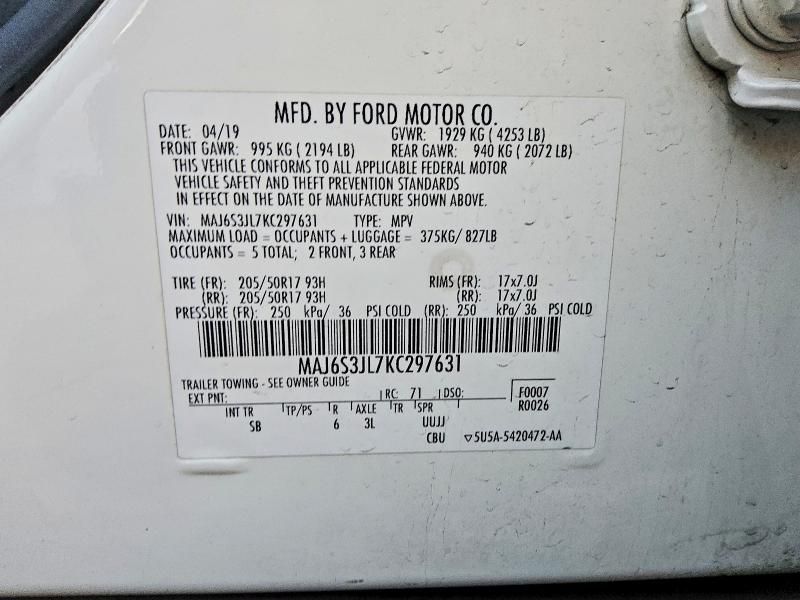 MFD. BY FORD MOTOR CO.
DATE: 04/19 GVWR: 1929 KG ( 4253 LB)
FRONT GAWR: 995 KG ( 2194 LB) REAR GAWR: 940 KG ( 2072 LB)
THIS VEHICLE CONFORMS TO ALL APPLICABLE FEDERAL MOTOR
VEHICLE SAFETY AND THEFT PREVENTION STANDARDS
IN EFFECT ON THE DATE OF MANUFACTURE SHOWN ABOVE.
VIN: MAJ6S3JL7KC297631 TYPE: MPV
MAXIMUM LOAD = OCCUPANTS + LUGGAGE = 375KG/ 827LB
OCCUPANTS = 5 TOTAL; 2 FRONT, 3 REAR
TIRE (FR): 205/50R17 93H RIMS (FR): 17x7.0J
(RR): 205/50R17 93H (RR): 17x7.0J
PRESSURE (FR): 250 kPa/ 36 PSI COLD (RR): 250 kPa/ 36 PSI COLD
MAJ6S3JL7KC297631
TRAILER TOWING - SEE OWNER GUIDE
EXT PNT: RC: 71 DSO: F0007
R0026
INT TR TP/PS R AXLE TR SPR
SB 6 3L UUJJ
CBU ▽5U5A-5420472-AA